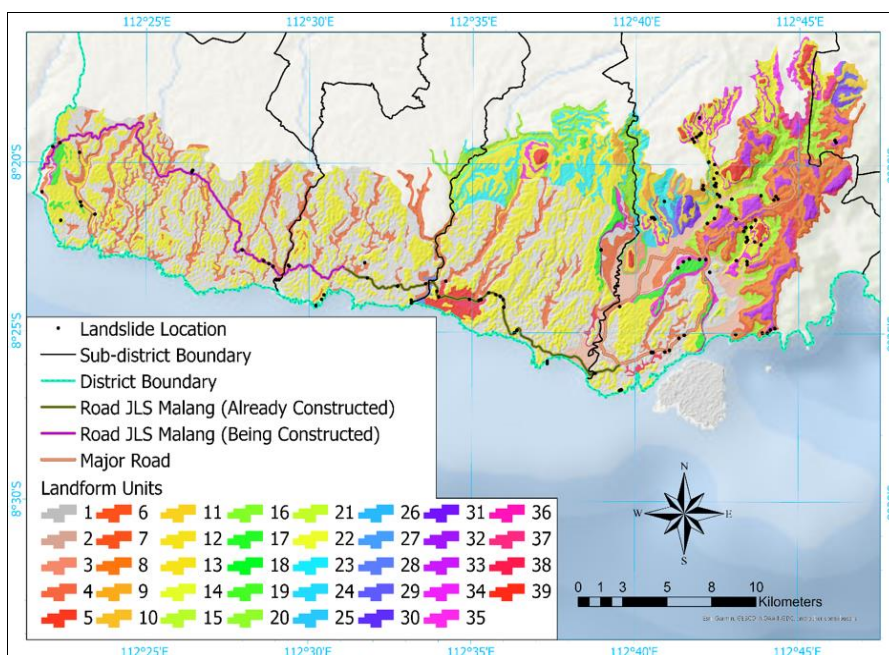 112°25'E 112°30'E 112°35'E 112°40'E 112°45'E
8°20'S
8°25'S
8°30'S
Landslide Location
Sub-district Boundary
District Boundary
Road JLS Malang (Already Constructed)
Road JLS Malang (Being Constructed)
Major Road
Landform Units
1 6 11 16 21 26 31 36
2 7 12 17 22 27 32 37
3 8 13 18 23 28 33 38
4 9 14 19 24 29 34 39
5 10 15 20 25 30 35
N
W E
S
0 1 2 3 5 8 10
Kilometers
112°25'E 112°30'E 112°35'E 112°40'E 112°45'E